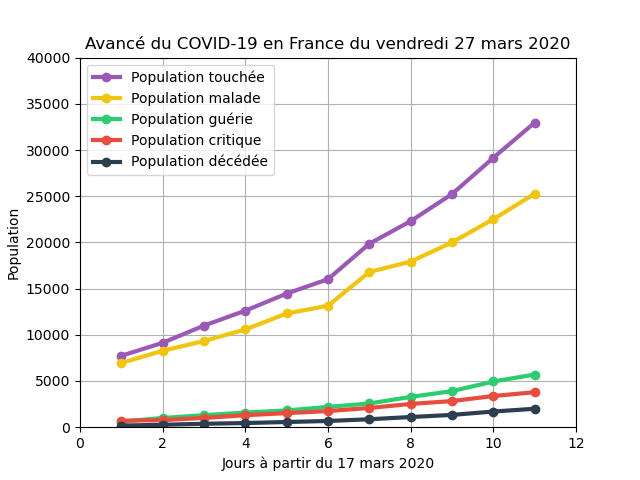 Avancé du COVID-19 en France du vendredi 27 mars 2020
Population touchée
Population malade
Population guérie
Population critique
Population décédée
Population
40000
35000
30000
25000
20000
15000
10000
5000
0
0 2 4 6 8 10 12
Jours à partir du 17 mars 2020